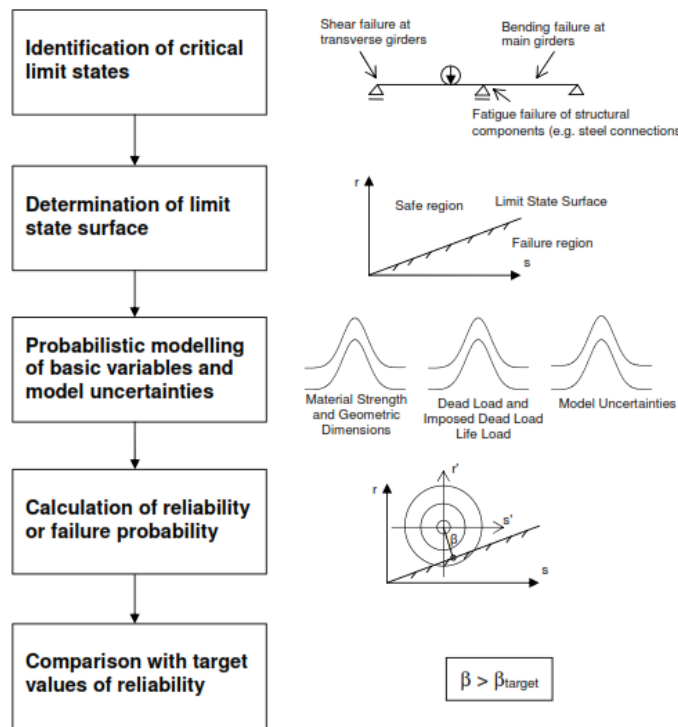 Identification of critical
limit states
Shear failure at
transverse girders
Bending failure at
main girders
Fatigue failure of structural
components (e.g. steel connections
Determination of limit
state surface
r
Safe region
Limit State Surface
Failure region
s
Probabilistic modelling
of basic variables and
model uncertainties
Material Strength
and Geometric
Dimensions
Dead Load and
Imposed Dead Load
Life Load
Model Uncertainties
Calculation of reliability
or failure probability
r'
r
s'
β
s
Comparison with target
values of reliability
β > βtarget